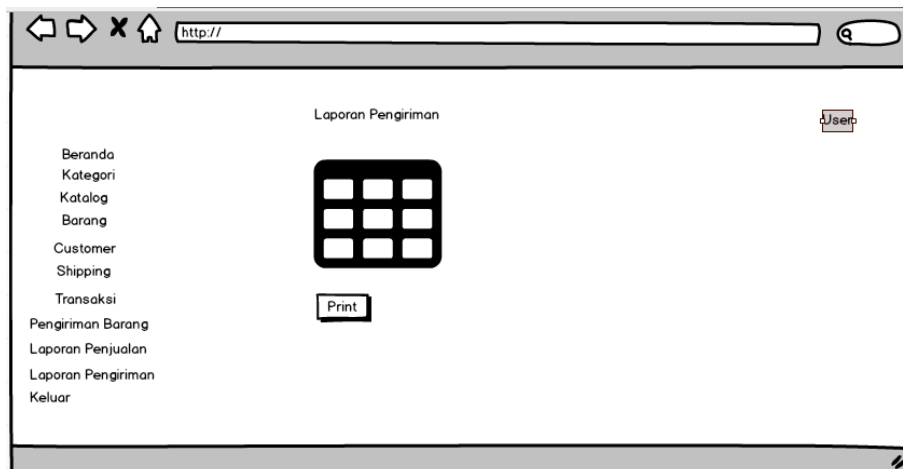 http://
Laporan Pengiriman
User
Beranda
Kategori
Katalog
Barang
Customer
Shipping
Transaksi
Pengiriman Barang
Laporan Penjualan
Laporan Pengiriman
Keluar
Print